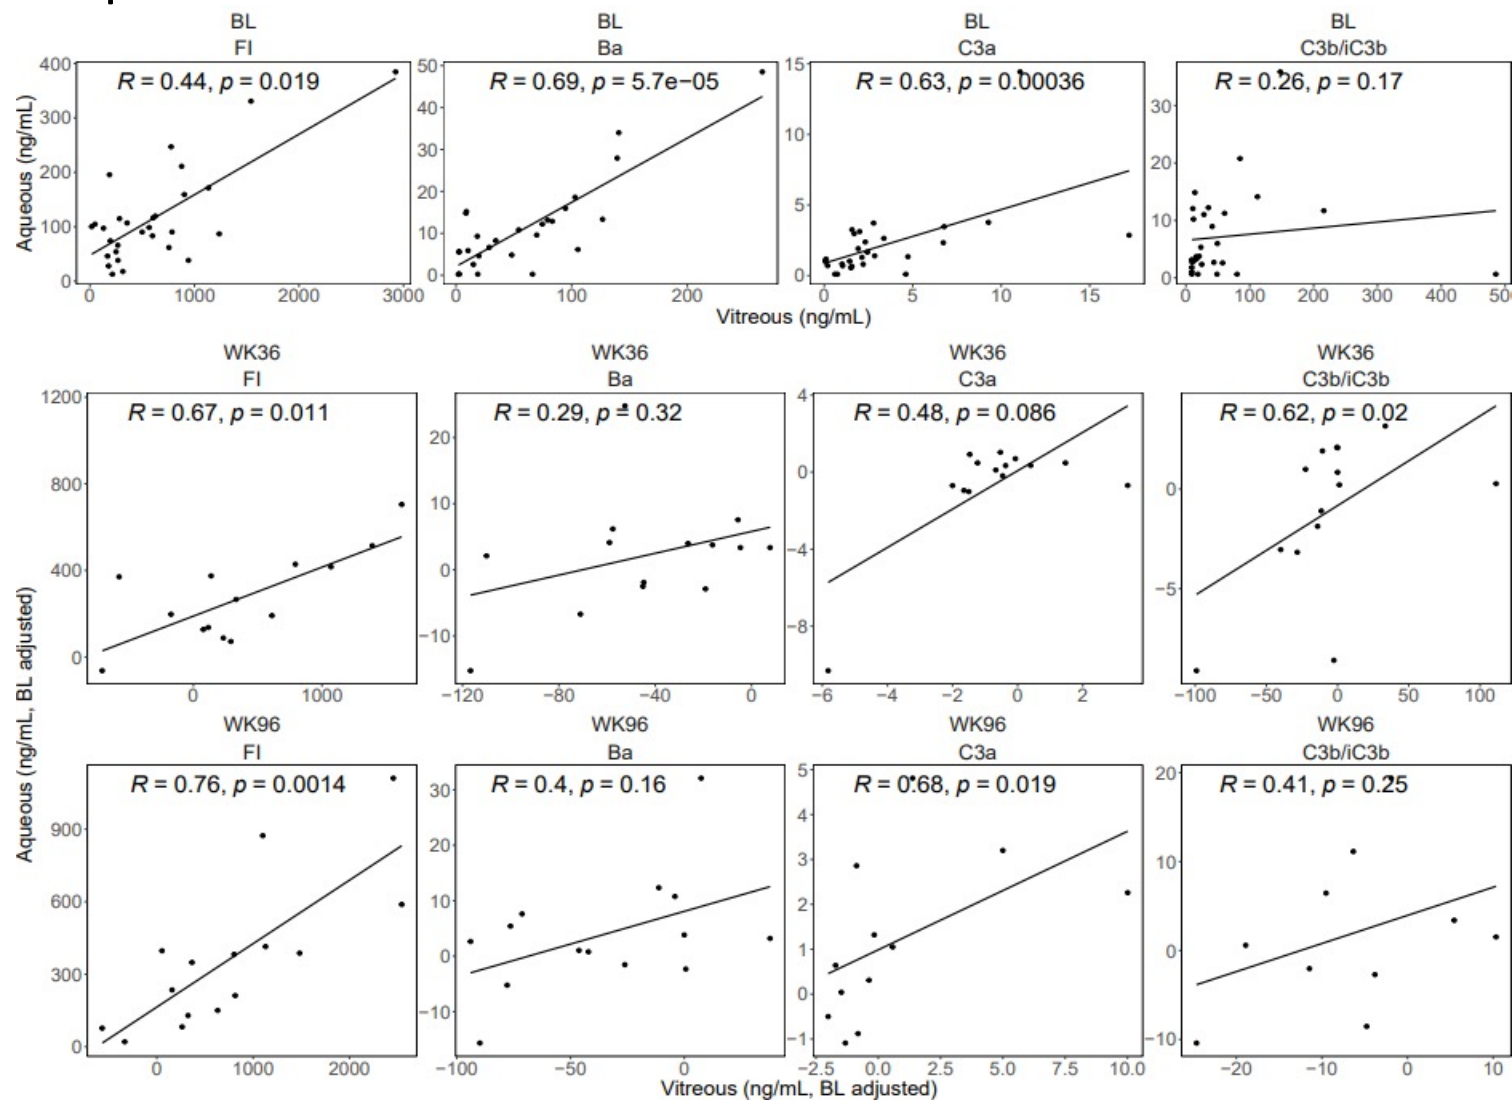 BL
FI
BL
Ba
BL
C3a
BL
C3b/iC3b
R = 0.44, p = 0.019
R = 0.69, p = 5.7e−05
R = 0.63, p = 0.00036
R = 0.26, p = 0.17
Aqueous (ng/mL)
400
300
200
100
0
0 1000 2000 3000
50
40
30
20
10
0
0 100 200
15
10
5
0
0 5 10 15
30
20
10
0
0 100 200 300 400
Vitreous (ng/mL)
WK36
FI
WK36
Ba
WK36
C3a
WK36
C3b/iC3b
R = 0.67, p = 0.011
R = 0.29, p = 0.32
R = 0.48, p = 0.086
R = 0.62, p = 0.02
1200
800
400
0
0 1000
20
10
0
−10
−120 −80 −40 0
4
0
−4
−8
−6 −4 −2 0 2
0
−5
−100 −50 0 50 100
Aqueous (ng/mL, BL adjusted)
WK96
FI
WK96
Ba
WK96
C3a
WK96
C3b/iC3b
R = 0.76, p = 0.0014
R = 0.4, p = 0.16
R = 0.68, p = 0.019
R = 0.41, p = 0.25
900
600
300
0
0 1000 2000
30
20
10
0
−10
−100 −50 0
5
4
3
2
1
0
−1
−2.5 0.0 2.5 5.0 7.5 10.0
20
10
0
−10
−20 −10 0 10
Vitreous (ng/mL, BL adjusted)